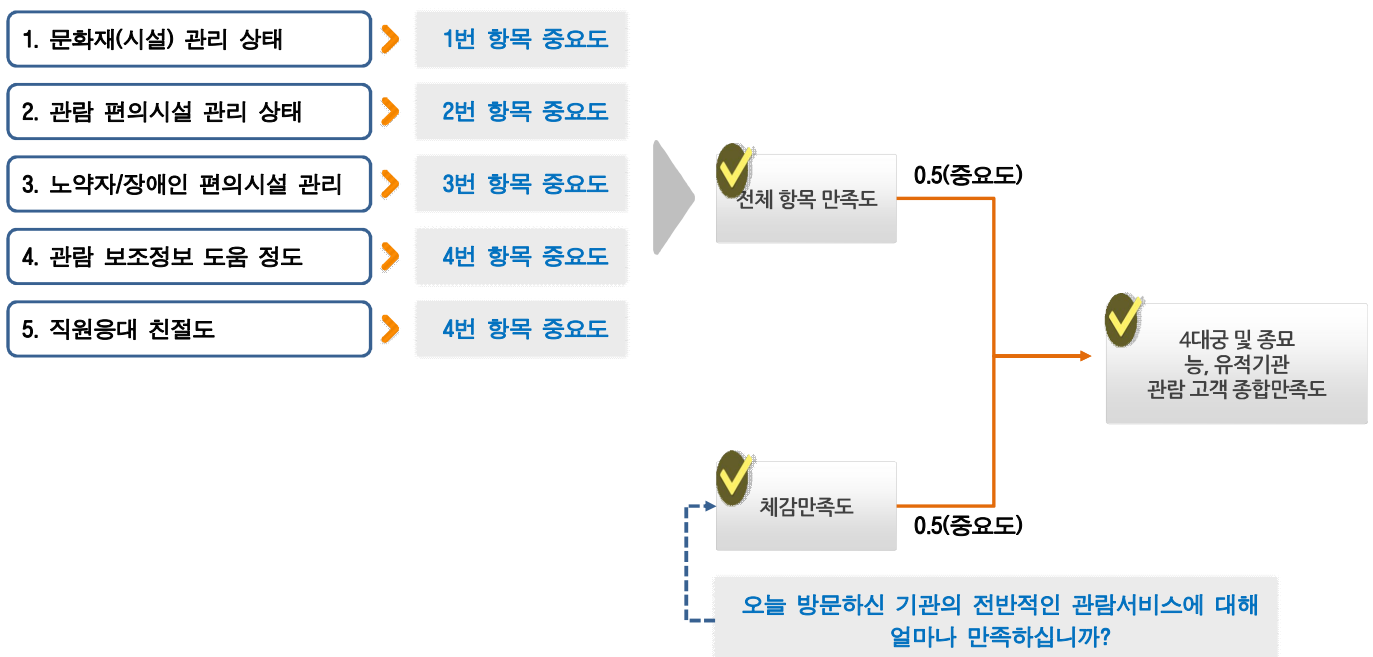 1. 문화재(시설) 관리 상태
1번 항목 중요도
2. 관람 편의시설 관리 상태
2번 항목 중요도
3. 노약자/장애인 편의시설 관리
3번 항목 중요도
4. 관람 보조정보 도움 정도
4번 항목 중요도
5. 직원응대 친절도
4번 항목 중요도
전체 항목 만족도
0.5(중요도)
4대궁 및 종묘
능, 유적기관
관람 고객 종합만족도
체감만족도
0.5(중요도)
오늘 방문하신 기관의 전반적인 관람서비스에 대해
얼마나 만족하십니까?